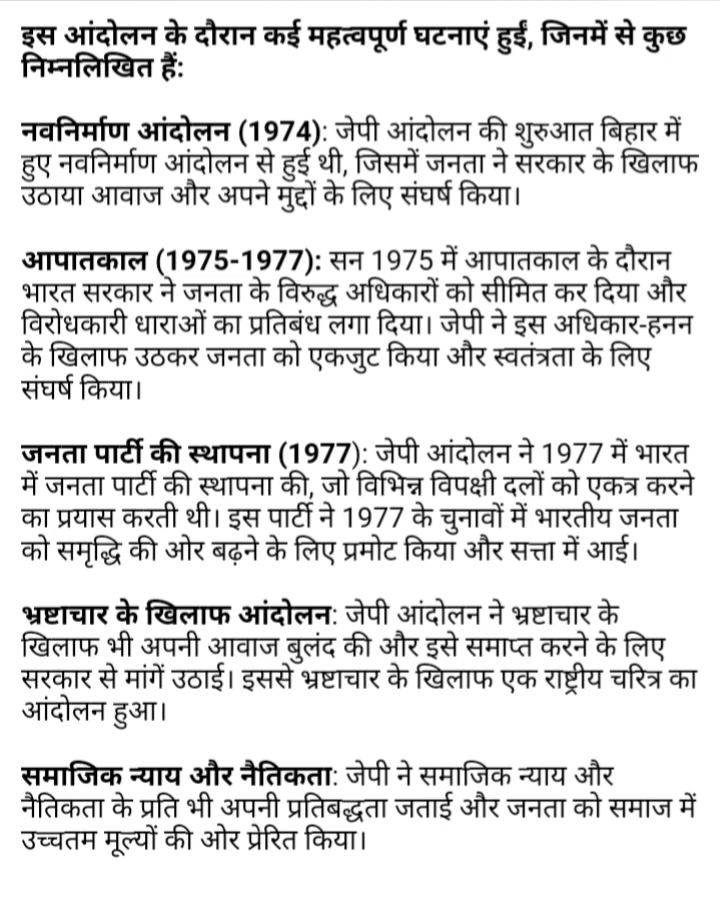 इस आंदोलन के दौरान कई महत्वपूर्ण घटनाएं हुईं, जिनमें से कुछ
निम्नलिखित हैं:
नवनिर्माण आंदोलन (1974): जेपी आंदोलन की शुरुआत बिहार में
हुए नवनिर्माण आंदोलन से हुई थी, जिसमें जनता ने सरकार के खिलाफ
उठाया आवाज और अपने मुद्दों के लिए संघर्ष किया।
आपातकाल (1975-1977): सन 1975 में आपातकाल के दौरान
भारत सरकार ने जनता के विरुद्ध अधिकारों को सीमित कर दिया और
विरोधकारी धाराओं का प्रतिबंध लगा दिया। जेपी ने इस अधिकार-हनन
के खिलाफ उठकर जनता को एकजुट किया और स्वतंत्रता के लिए
संघर्ष किया।
जनता पार्टी की स्थापना (1977): जेपी आंदोलन ने 1977 में भारत
में जनता पार्टी की स्थापना की, जो विभिन्न विपक्षी दलों को एकत्र करने
का प्रयास करती थी। इस पार्टी ने 1977 के चुनावों में भारतीय जनता
को समृद्धि की ओर बढ़ने के लिए प्रमोट किया और सत्ता में आई।
भ्रष्टाचार के खिलाफ आंदोलन: जेपी आंदोलन ने भ्रष्टाचार के
खिलाफ भी अपनी आवाज बुलंद की और इसे समाप्त करने के लिए
सरकार से मांगें उठाई। इससे भ्रष्टाचार के खिलाफ एक राष्ट्रीय चरित्र का
आंदोलन हुआ।
समाजिक न्याय और नैतिकता: जेपी ने समाजिक न्याय और
नैतिकता के प्रति भी अपनी प्रतिबद्धता जताई और जनता को समाज में
उच्चतम मूल्यों की ओर प्रेरित किया।